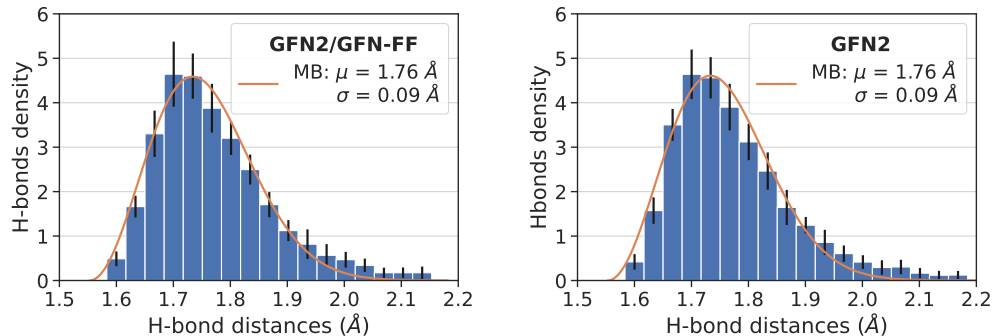 6
5
4
3
2
1
0
H-bonds density
GFN2/GFN-FF
MB: μ = 1.76 Å
σ = 0.09 Å
1.5 1.6 1.7 1.8 1.9 2.0 2.1 2.2
H-bond distances (Å)
6
5
4
3
2
1
0
Hbonds density
GFN2
MB: μ = 1.76 Å
σ = 0.09 Å
1.5 1.6 1.7 1.8 1.9 2.0 2.1 2.2
H-bond distances (Å)